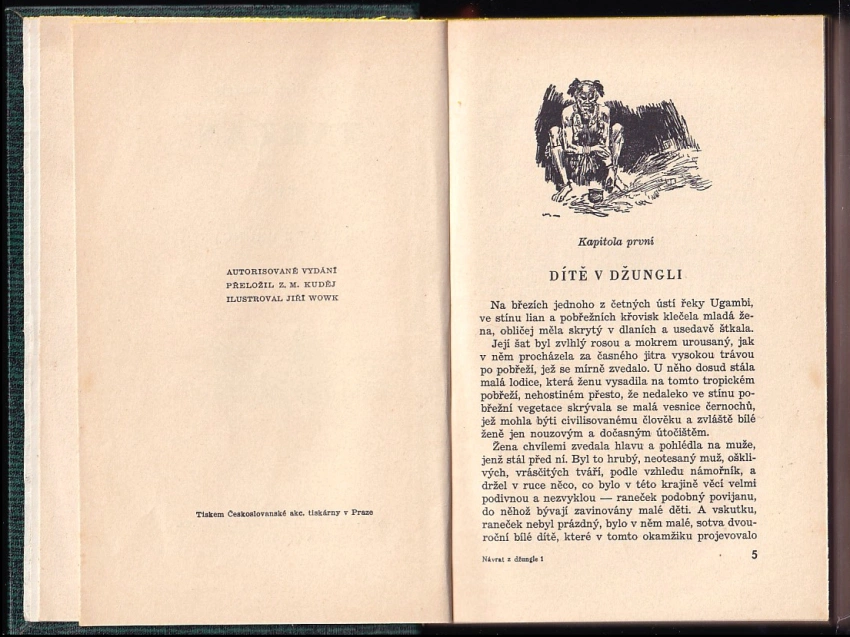 AUTORISOVANÉ VYDÁNÍ
PŘELOŽIL Z. M. KUDĚJ
ILUSTROVAL JIŘÍ WOWK
Tiskem Československé akc. tiskárny v Praze
Kapitola první
DÍTĚ V DŽUNGLI
Na březích jednoho z četných ústí řeky Ugambi,
ve stínu lian a pobřežních křovisk klečela mladá že-
na, obličej měla skrytý v dlaních a usedavě štkala.
Její šat byl zvlhlý rosou a mokrem urousaný, jak
v něm procházela za časného jitra vysokou trávou
po pobřeží, jež se mírně zvedalo. U něho dosud stála
malá lodice, která ženu vysadila na tomto tropickém
pobřeží, nehostiném přesto, že nedaleko ve stínu po-
břežní vegetace skrývala se malá vesnice černochů,
jež mohla býti civilisovanému člověku a zvláště bílé
ženě jen nouzovým a dočasným útočištěm.
Žena chvílemi zvedala hlavu a pohlédla na muže,
jenž stál před ní. Byl to hrubý, neotesaný muž, oškli-
vých, vrásčitých tváří, podle vzhledu námořník, a
držel v ruce něco, co bylo v této krajině věcí velmi
podivnou a nezvyklou — raneček podobný povijanu,
do něhož bývají zavinovány malé děti. A vskutku,
raneček nebyl prázdný, bylo v něm malé, sotva dvou-
roční bílé dítě, které v tomto okamžiku projevovalo
Návrat z džungle 1
5